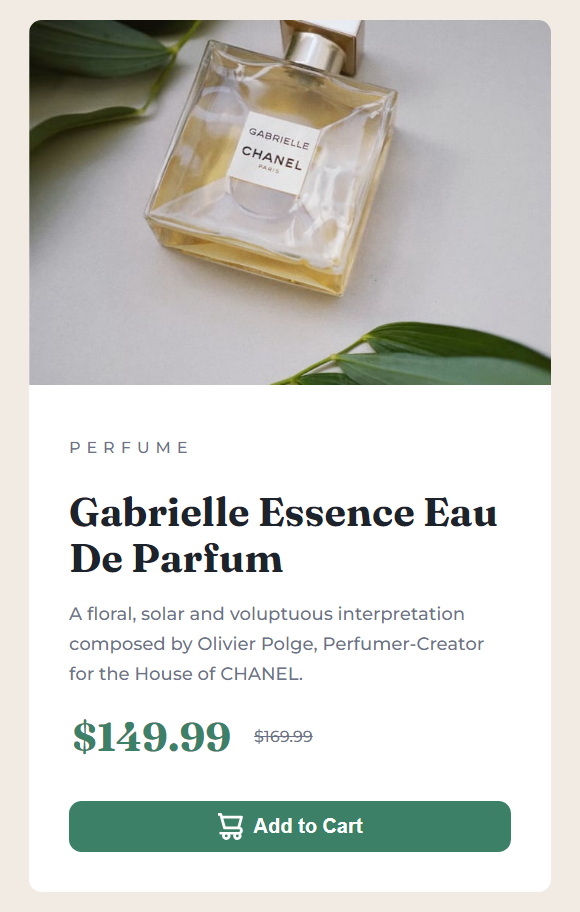 GABRIELLE
CHANEL
PARIS
PERFUME
Gabrielle Essence Eau
De Parfum
A floral, solar and voluptuous interpretation
composed by Olivier Polge, Perfumer-Creator
for the House of CHANEL.
$149.99 $169.99
Add to Cart